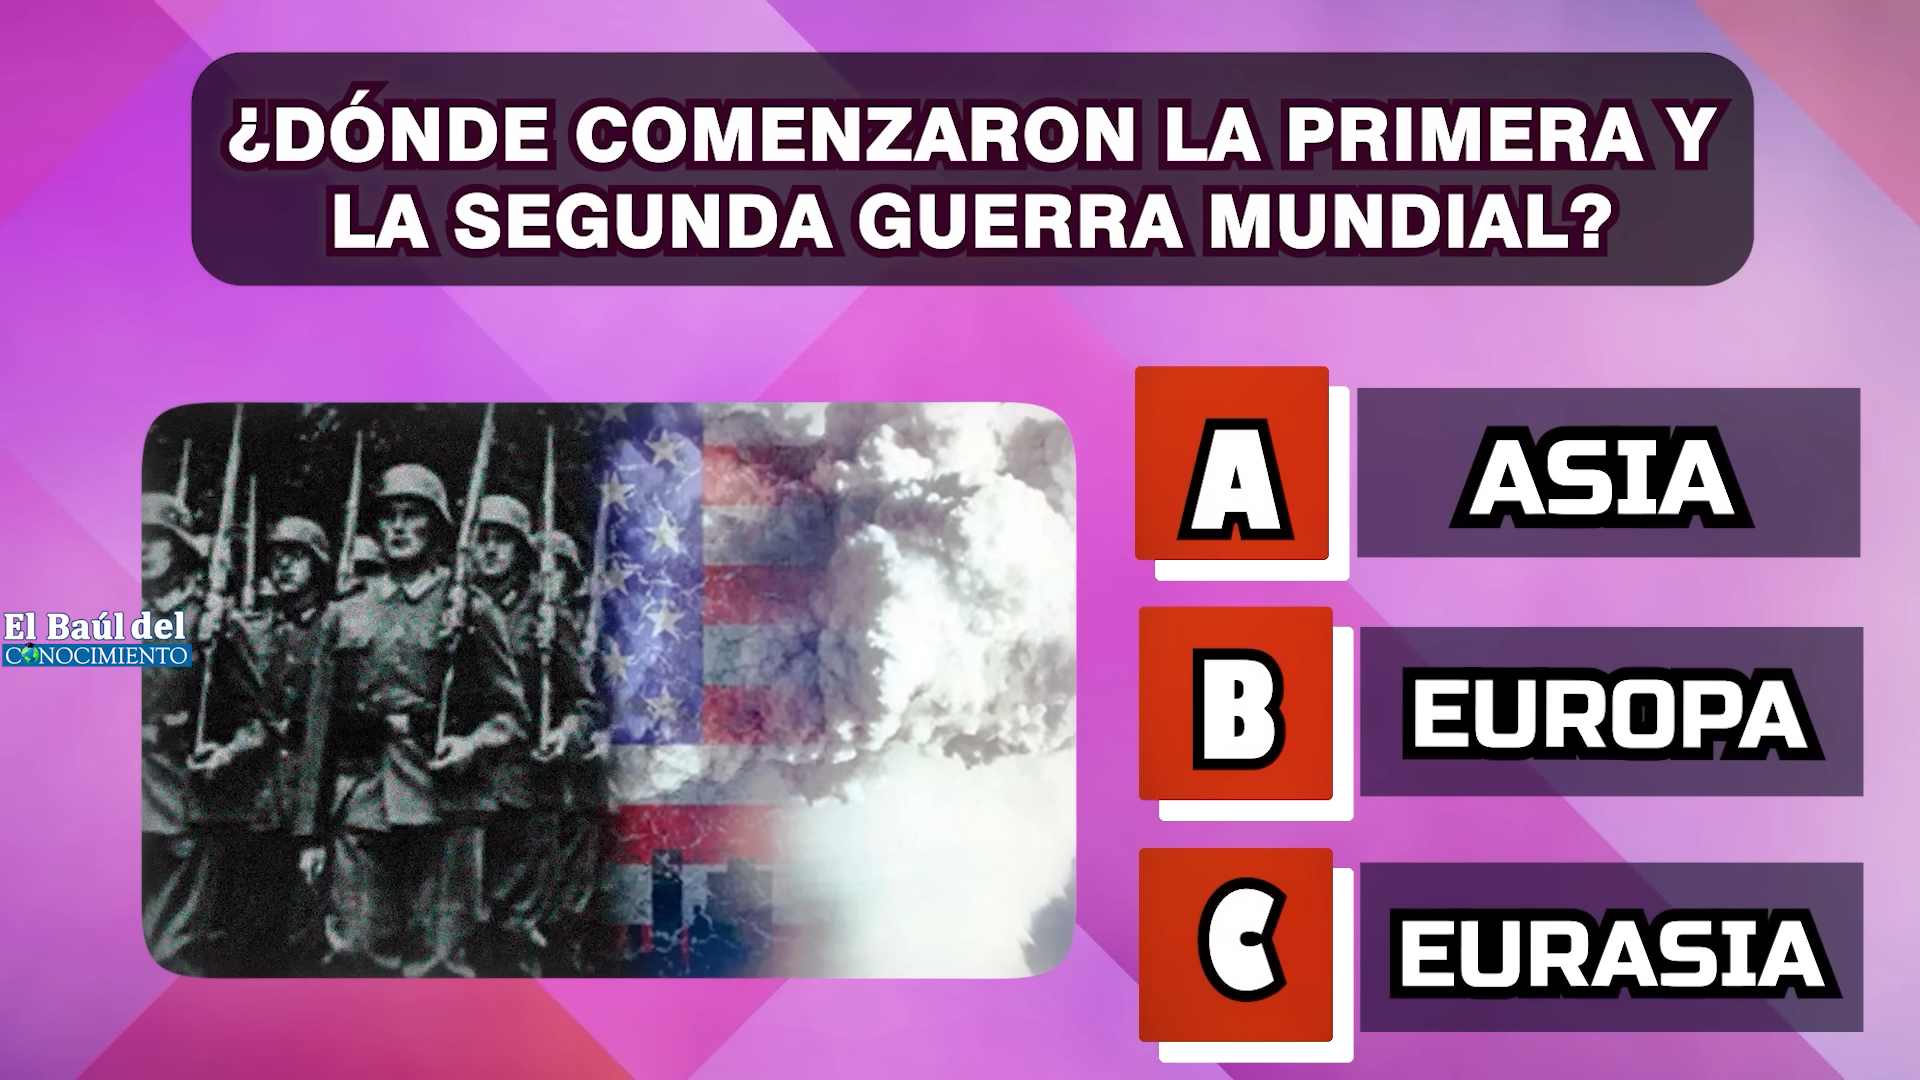 ¿DÓNDE COMENZARON LA PRIMERA Y
LA SEGUNDA GUERRA MUNDIAL?
A
ASIA
B
EUROPA
C
EURASIA
El Baúl del
CONOCIMIENTO